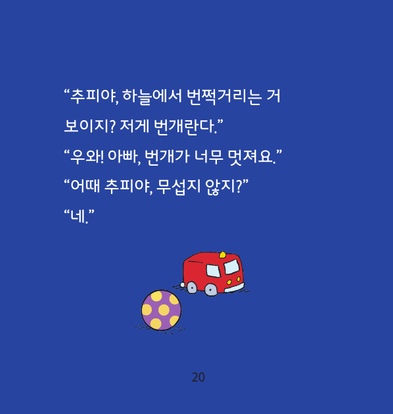 “추피야, 하늘에서 번쩍거리는 거
보이지? 저게 번개란다.”
“우와! 아빠, 번개가 너무 멋져요.”
“어때 추피야, 무섭지 않지?”
“네.”
20